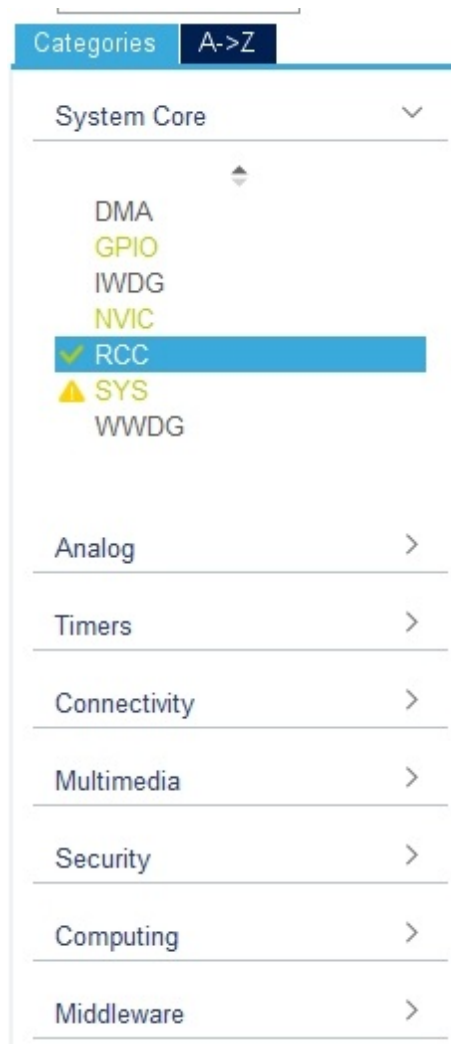 Categories A->Z
System Core
DMA
GPIO
IWDG
NVIC
RCC
SYS
WWDG
Analog
Timers
Connectivity
Multimedia
Security
Computing
Middleware